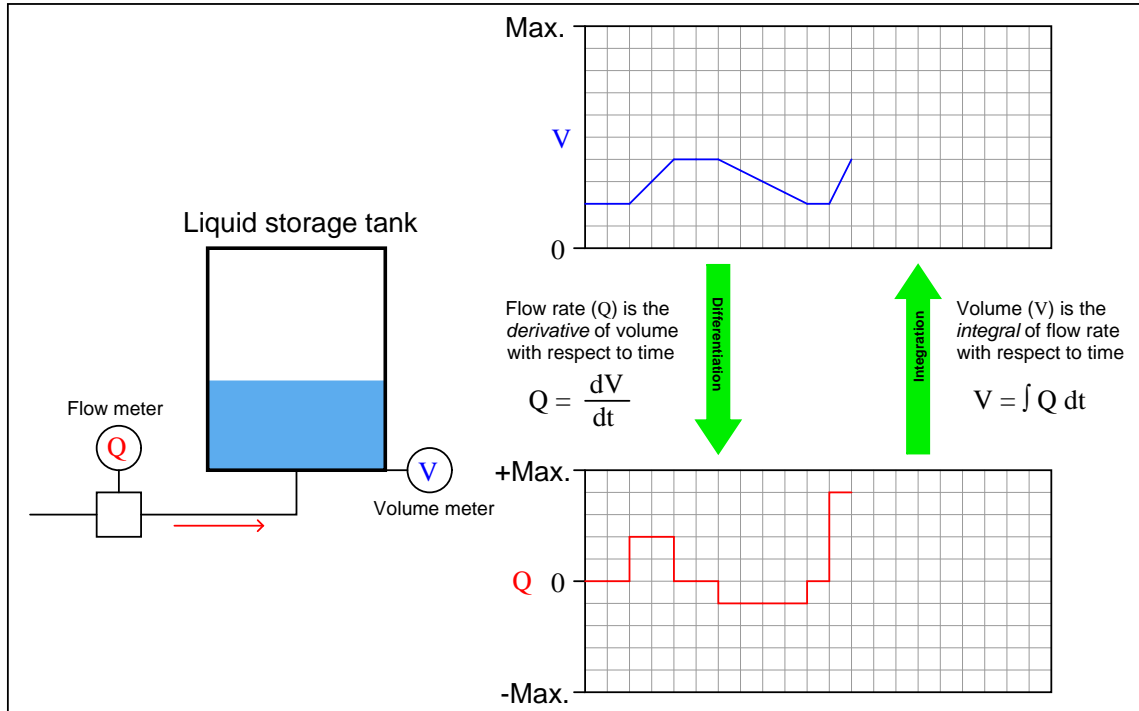 Max.
V
0
Liquid storage tank
Flow meter
Q
V
Volume meter
Flow rate (Q) is the
derivative of volume
with respect to time
Q = dV
dt
Differentiation
Integration
Volume (V) is the
integral of flow rate
with respect to time
V = ∫ Q dt
+Max.
Q 0
-Max.